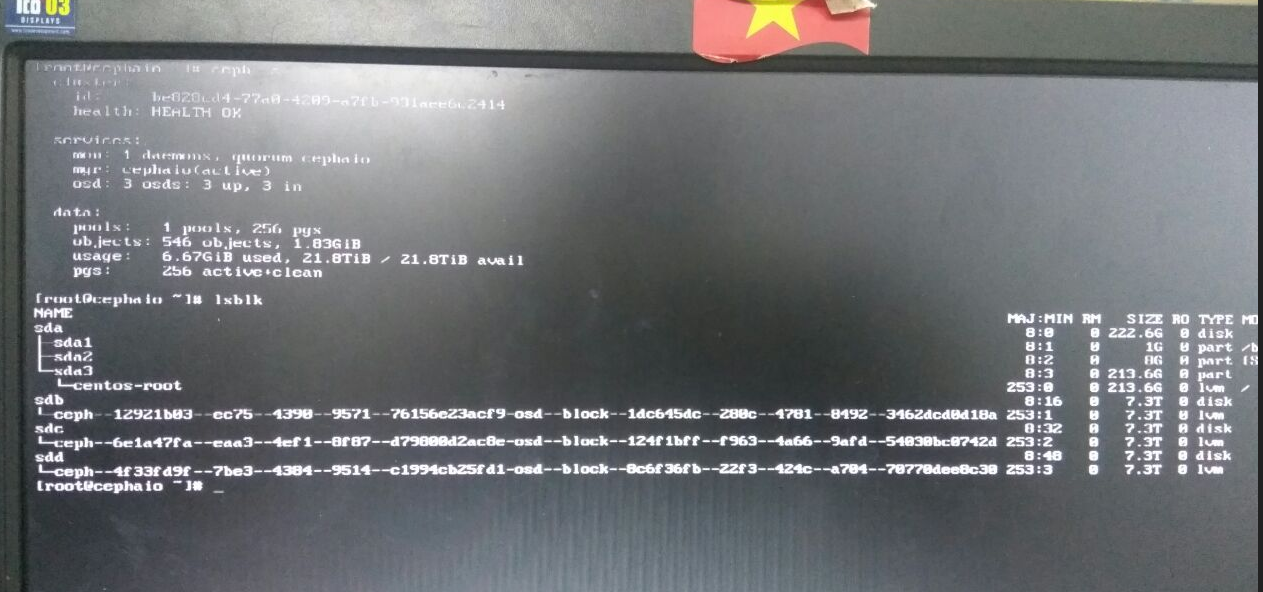 TCO 03
DISPLAYS
[root@cephaio ~]# ceph
cluster:
id: be820cd4-77a0-4209-a7fb-991aee6c2414
health: HEALTH_OK
services:
mon: 1 daemons, quorum cephaio
mgr: cephaio(active)
osd: 3 osds: 3 up, 3 in
data:
pools: 1 pools, 256 pgs
objects: 546 objects, 1.83GiB
usage: 6.67GiB used, 21.8TiB / 21.8TiB avail
pgs: 256 active+clean
[root@cephaio ~]# lsblk
NAME MAJ:MIN RM SIZE RO TYPE MO
sda 8:0 0 222.6G 0 disk
├─sda1 8:1 0 1G 0 part /b
├─sda2 8:2 0 8G 0 part [S
└─sda3 8:3 0 213.6G 0 part
└─centos-root 253:0 0 213.6G 0 lvm /
sdb 8:16 0 7.3T 0 disk
└─ceph--12921b03--ec75--4390--9571--76156e23acf9-osd--block--1dc645dc--280c--4781--8492--3462dcd0d18a 253:1 0 7.3T 0 lvm
sdc 8:32 0 7.3T 0 disk
└─ceph--6e1a47fa--eaa3--4ef1--8f87--d79800d2ac8e-osd--block--124f1bff--f963--4a66--9afd--54030bc0742d 253:2 0 7.3T 0 lvm
sdd 8:48 0 7.3T 0 disk
└─ceph--4f33fd9f--7be3--4384--9514--c1994cb25fd1-osd--block--8c6f36fb--22f3--424c--a704--70770dee8c30 253:3 0 7.3T 0 lvm
[root@cephaio ~]# _